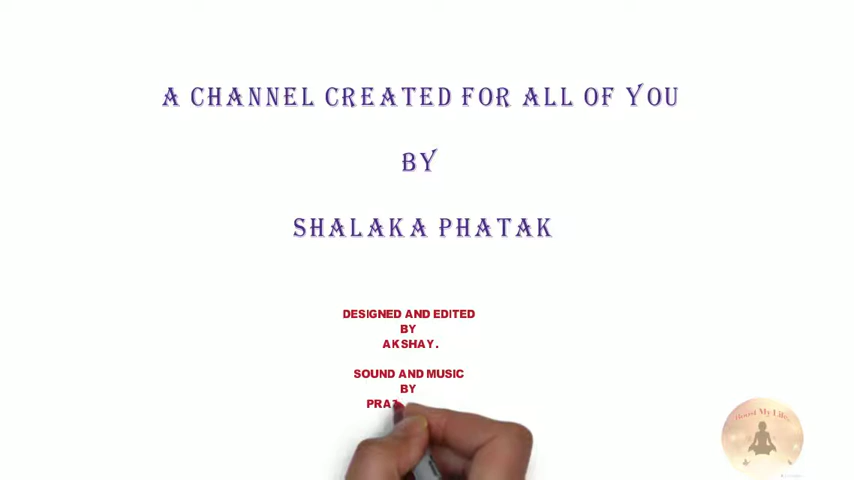 A CHANNEL CREATED FOR ALL OF YOU
BY
SHALAKA PHATAK
DESIGNED AND EDITED
BY
AKSHAY.
SOUND AND MUSIC
BY